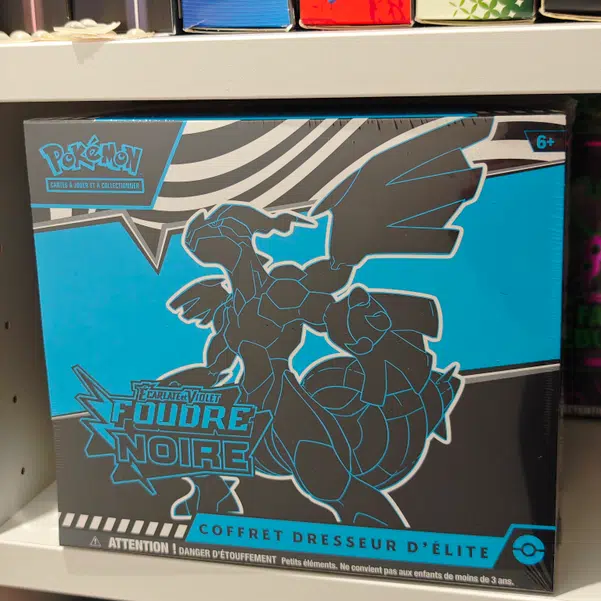 POKéMON
CARTES À JOUER ET À COLLECTIONNER
6+
ÉCARLATE ET VIOLET
FOUDRE
NOIRE
COFFRET DRESSEUR D'ÉLITE
ATTENTION ! DANGER D'ÉTOUFFEMENT Petits éléments. Ne convient pas aux enfants de moins de 3 ans.